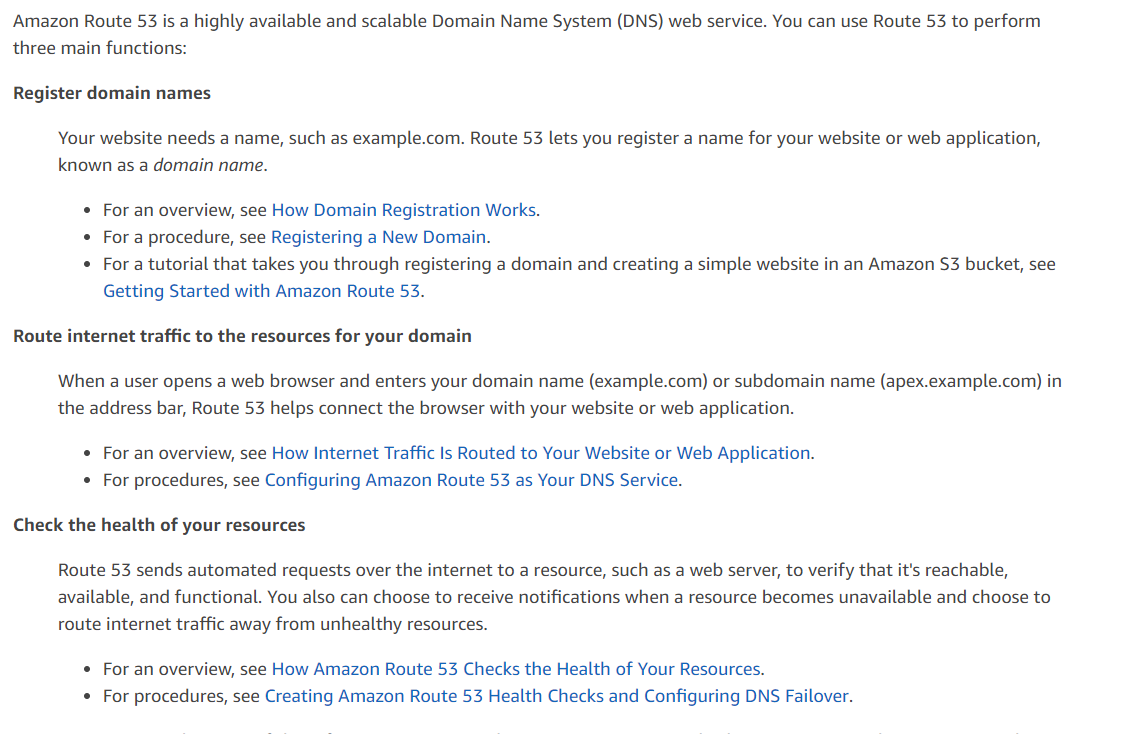 Amazon Route 53 is a highly available and scalable Domain Name System (DNS) web service. You can use Route 53 to perform
three main functions:
Register domain names
Your website needs a name, such as example.com. Route 53 lets you register a name for your website or web application,
known as a domain name.
• For an overview, see How Domain Registration Works.
• For a procedure, see Registering a New Domain.
• For a tutorial that takes you through registering a domain and creating a simple website in an Amazon S3 bucket, see
Getting Started with Amazon Route 53.
Route internet traffic to the resources for your domain
When a user opens a web browser and enters your domain name (example.com) or subdomain name (apex.example.com) in
the address bar, Route 53 helps connect the browser with your website or web application.
• For an overview, see How Internet Traffic Is Routed to Your Website or Web Application.
• For procedures, see Configuring Amazon Route 53 as Your DNS Service.
Check the health of your resources
Route 53 sends automated requests over the internet to a resource, such as a web server, to verify that it's reachable,
available, and functional. You also can choose to receive notifications when a resource becomes unavailable and choose to
route internet traffic away from unhealthy resources.
• For an overview, see How Amazon Route 53 Checks the Health of Your Resources.
• For procedures, see Creating Amazon Route 53 Health Checks and Configuring DNS Failover.